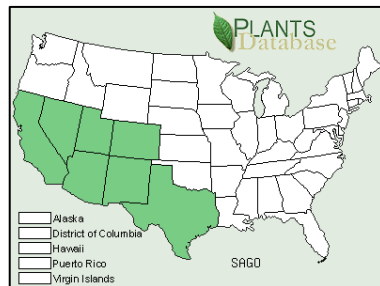 PLANTS
Database
Alaska
District of Columbia
Hawaii
Puerto Rico
Virgin Islands
SAGO